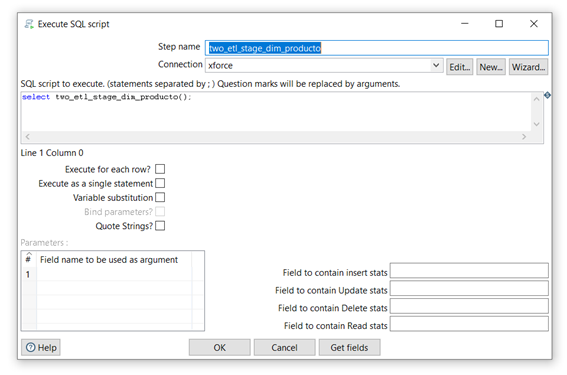 Execute SQL script
Step name two_etl_stage_dim_producto
Connection xforce Edit... New... Wizard...
SQL script to execute. (statements separated by ; ) Question marks will be replaced by arguments.
select two_etl_stage_dim_producto();
Line 1 Column 0
Execute for each row?
Execute as a single statement
Variable substitution
Bind parameters?
Quote Strings?
Parameters :
# Field name to be used as argument
1
Field to contain insert stats
Field to contain Update stats
Field to contain Delete stats
Field to contain Read stats
Help OK Cancel Get fields